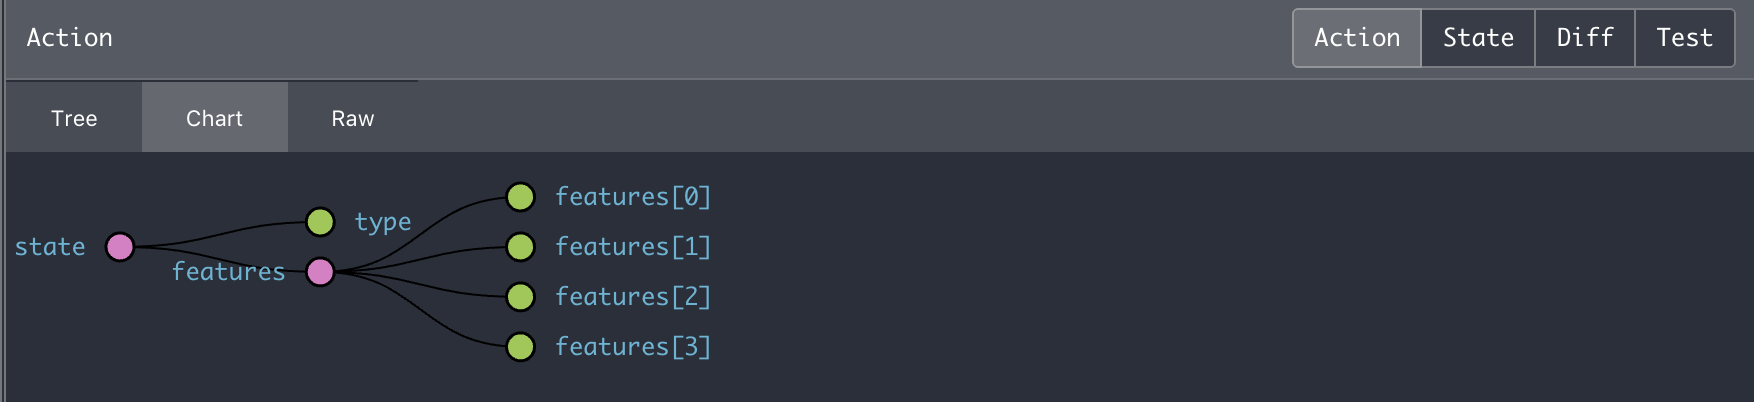 Action Action State Diff Test
Tree Chart Raw
features[0]
type
state features[1]
features
features[2]
features[3]